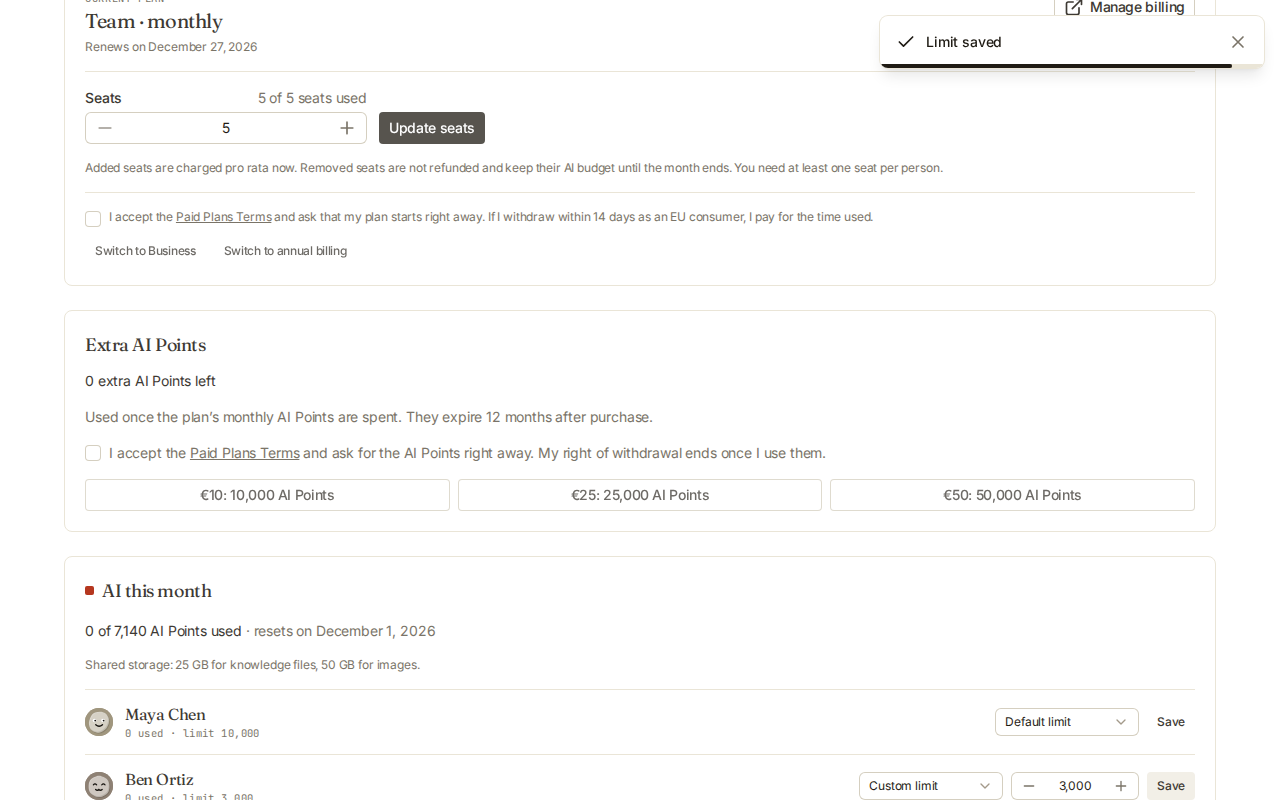 Team · monthly
Manage billing
Renews on December 27, 2026
Limit saved
Seats
5 of 5 seats used
5
Update seats
Added seats are charged pro rata now. Removed seats are not refunded and keep their AI budget until the month ends. You need at least one seat per person.
I accept the Paid Plans Terms and ask that my plan starts right away. If I withdraw within 14 days as an EU consumer, I pay for the time used.
Switch to Business
Switch to annual billing
Extra AI Points
0 extra AI Points left
Used once the plan’s monthly AI Points are spent. They expire 12 months after purchase.
I accept the Paid Plans Terms and ask for the AI Points right away. My right of withdrawal ends once I use them.
€10: 10,000 AI Points
€25: 25,000 AI Points
€50: 50,000 AI Points
AI this month
0 of 7,140 AI Points used · resets on December 1, 2026
Shared storage: 25 GB for knowledge files, 50 GB for images.
Maya Chen
0 used · limit 10,000
Default limit
Save
Ben Ortiz
0 used · limit 3,000
Custom limit
3,000
Save